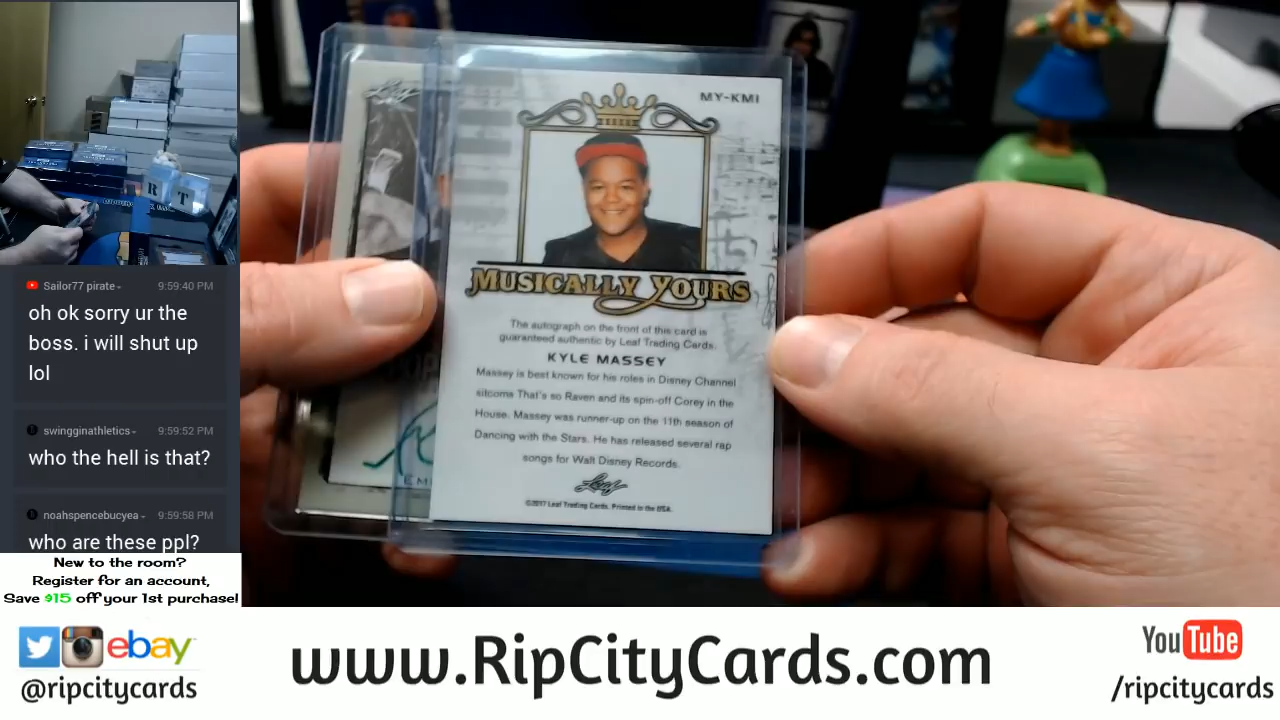 Sailor77 pirate 9:59:40 PM
oh ok sorry ur the
boss. i will shut up
lol
swingginathletics 9:59:52 PM
who the hell is that?
noahspencebucyea 9:59:58 PM
who are these ppl?
New to the room?
Register for an account,
Save $15 off your 1st purchase!
R T
Leaf
MY-KM1
MUSICALLY YOURS
The autograph on the front of this card is
guaranteed authentic by Leaf Trading Cards.
KYLE MASSEY
Massey is best known for his roles in Disney Channel
sitcoms That's so Raven and its spin-off Corey in the
House. Massey was runner-up on the 11th season of
Dancing with the Stars. He has released several rap
songs for Walt Disney Records.
Leaf
©2017 Leaf Trading Cards. Printed in the USA.
EMI
ebay
@ripcitycards
www.RipCityCards.com
YouTube
/ripcitycards